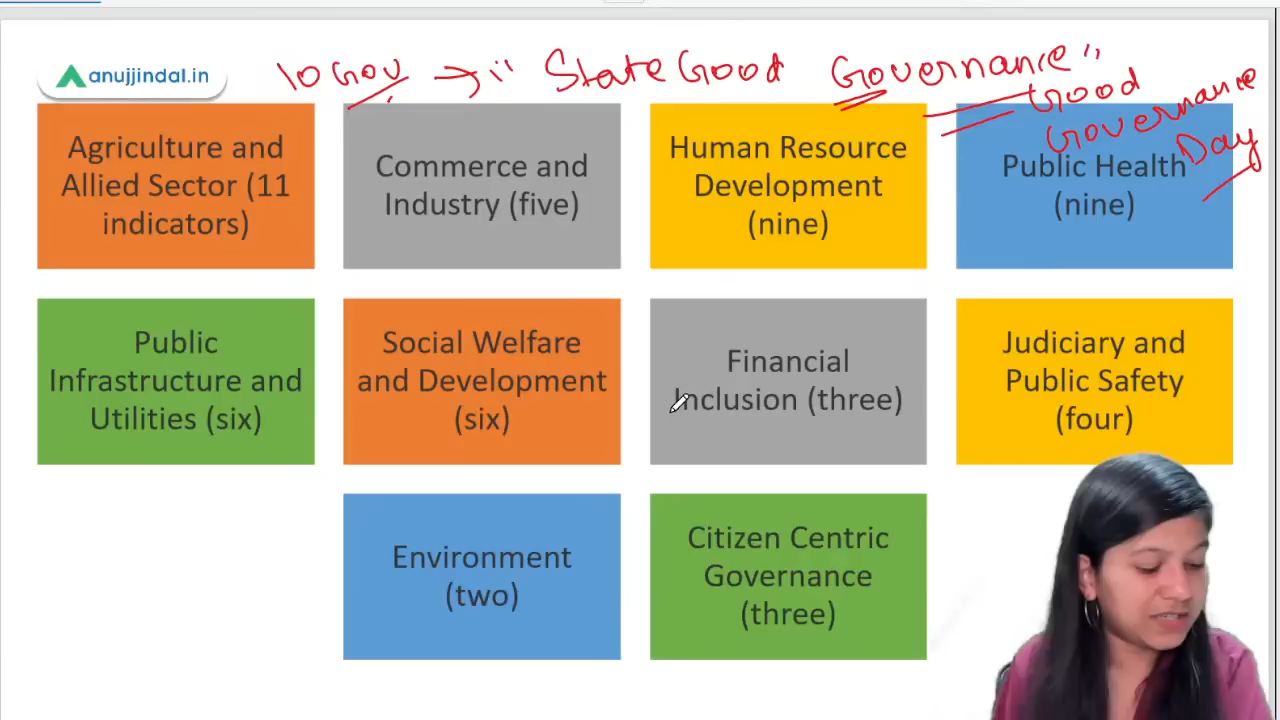 anujjindal.in
10 Gov → "State Good Governance"
Good
Governance
Day
Agriculture and
Allied Sector (11
indicators)
Commerce and
Industry (five)
Human Resource
Development
(nine)
Public Health
(nine)
Public
Infrastructure and
Utilities (six)
Social Welfare
and Development
(six)
Financial
Inclusion (three)
Judiciary and
Public Safety
(four)
Environment
(two)
Citizen Centric
Governance
(three)